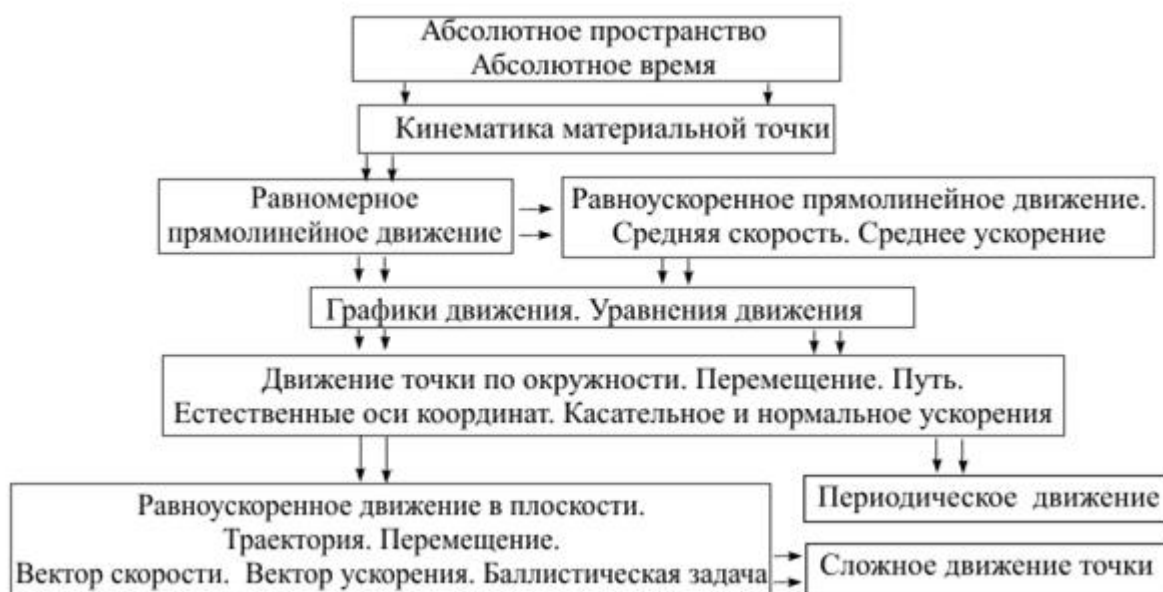 Абсолютное пространство
Абсолютное время
Кинематика материальной точки
Равномерное
прямолинейное движение
Равноускоренное прямолинейное движение.
Средняя скорость. Среднее ускорение
Графики движения. Уравнения движения
Движение точки по окружности. Перемещение. Путь.
Естественные оси координат. Касательное и нормальное ускорения
Равноускоренное движение в плоскости.
Траектория. Перемещение.
Вектор скорости. Вектор ускорения. Баллистическая задача
Периодическое движение
Сложное движение точки